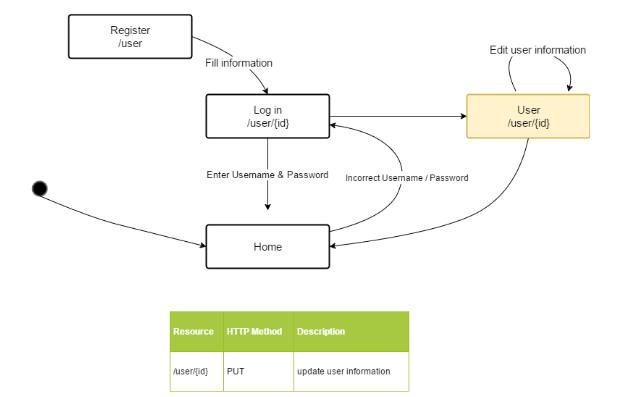 Register
/user
Fill information
Edit user information
Log in
/user/{id}
User
/user/{id}
Enter Username & Password
Incorrect Username / Password
Home
Resource HTTP Method Description
/user/{id} PUT update user information